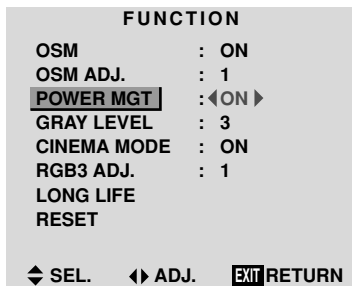 FUNCTION
OSM : ON
OSM ADJ. : 1
POWER MGT : ON
GRAY LEVEL : 3
CINEMA MODE : ON
RGB3 ADJ. : 1
LONG LIFE
RESET
SEL. ADJ. EXIT RETURN